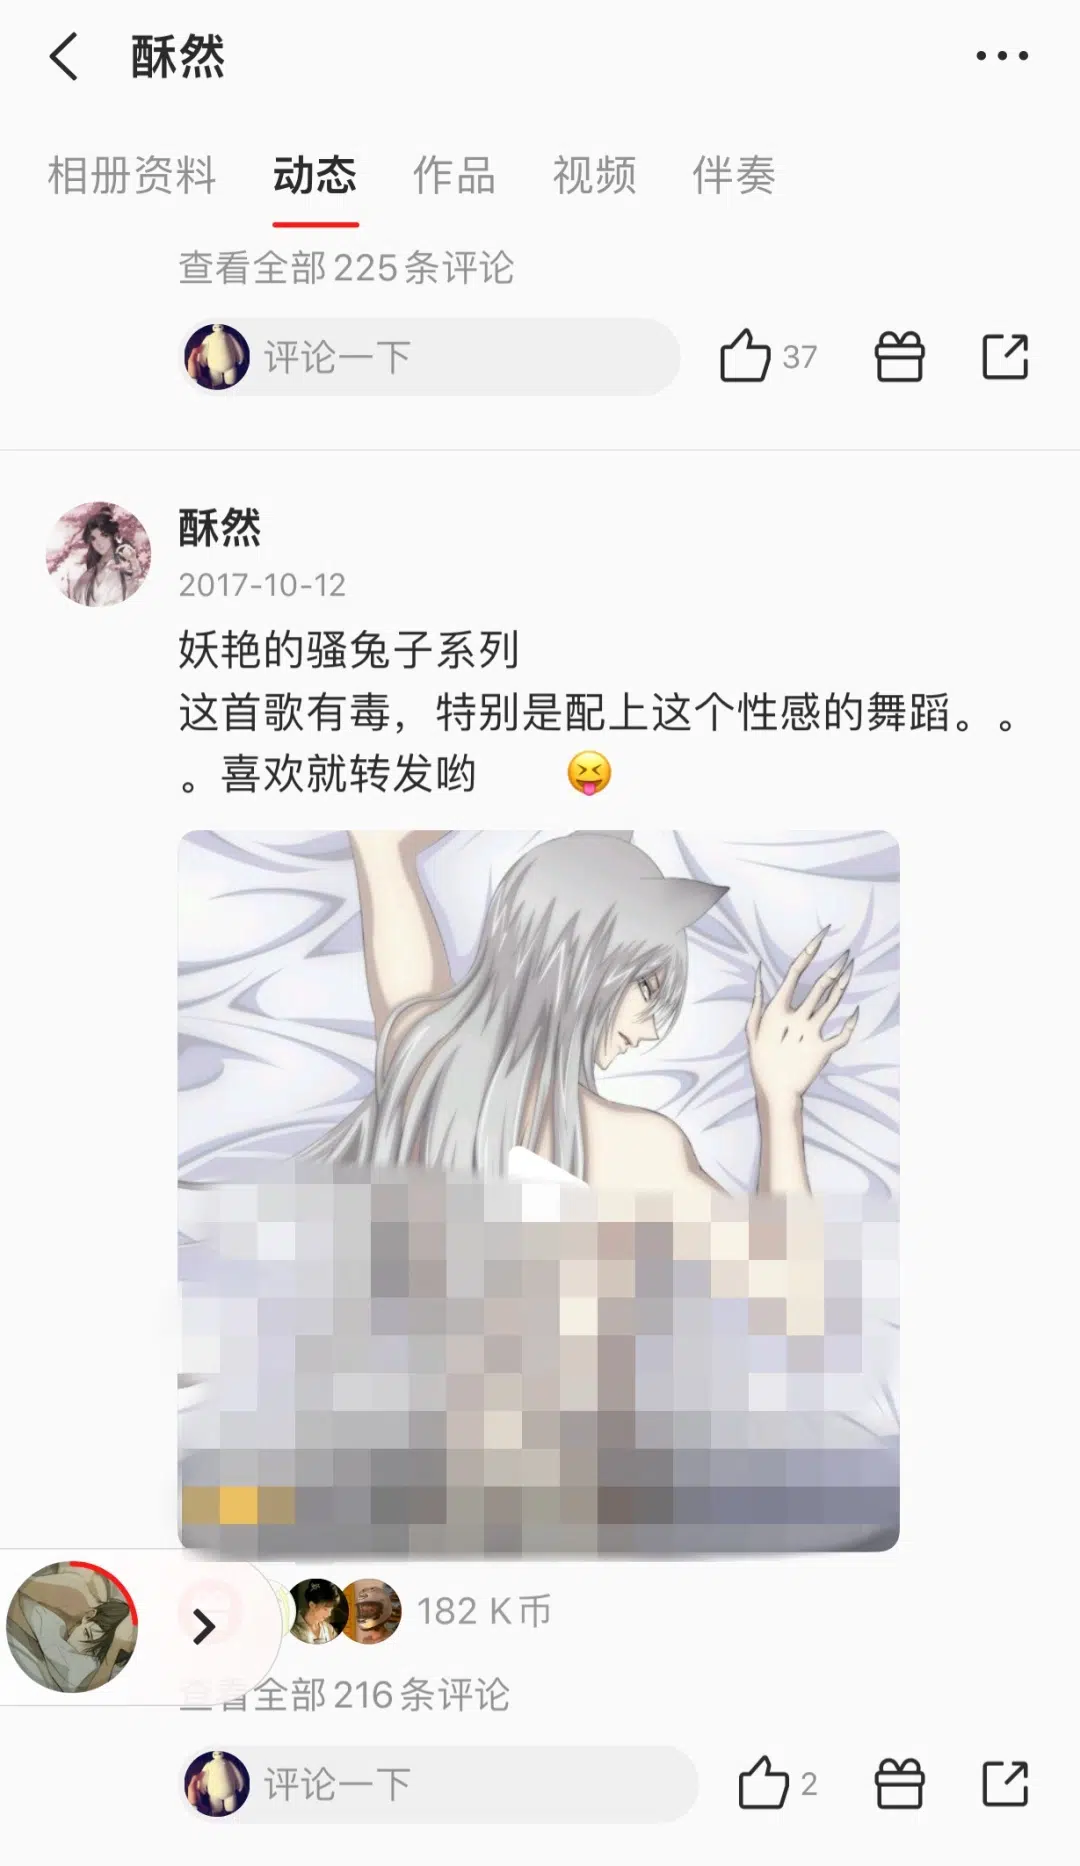 酥然
相册资料 动态 作品 视频 伴奏
查看全部225条评论
评论一下 37
酥然
2017-10-12
妖艳的骚兔子系列
这首歌有毒，特别是配上这个性感的舞蹈。。
。喜欢就转发哟 😝
182 K币
查看全部216条评论
评论一下 2